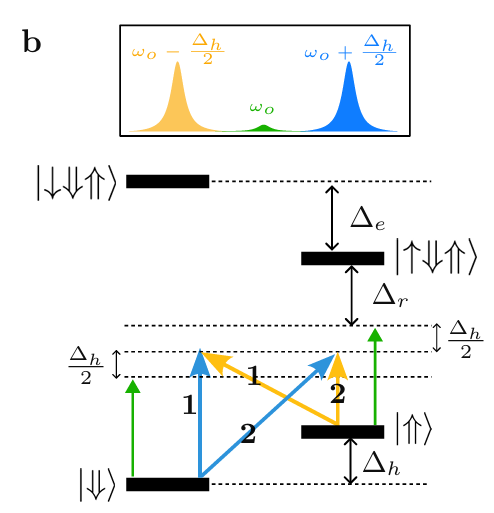 b
ω_o − Δ_h/2
ω_o + Δ_h/2
ω_o
|↓⇓⇑⟩
Δ_e
|↑⇓⇑⟩
Δ_r
Δ_h/2
Δ_h/2
1
1
2
2
|⇑⟩
Δ_h
|⇓⟩